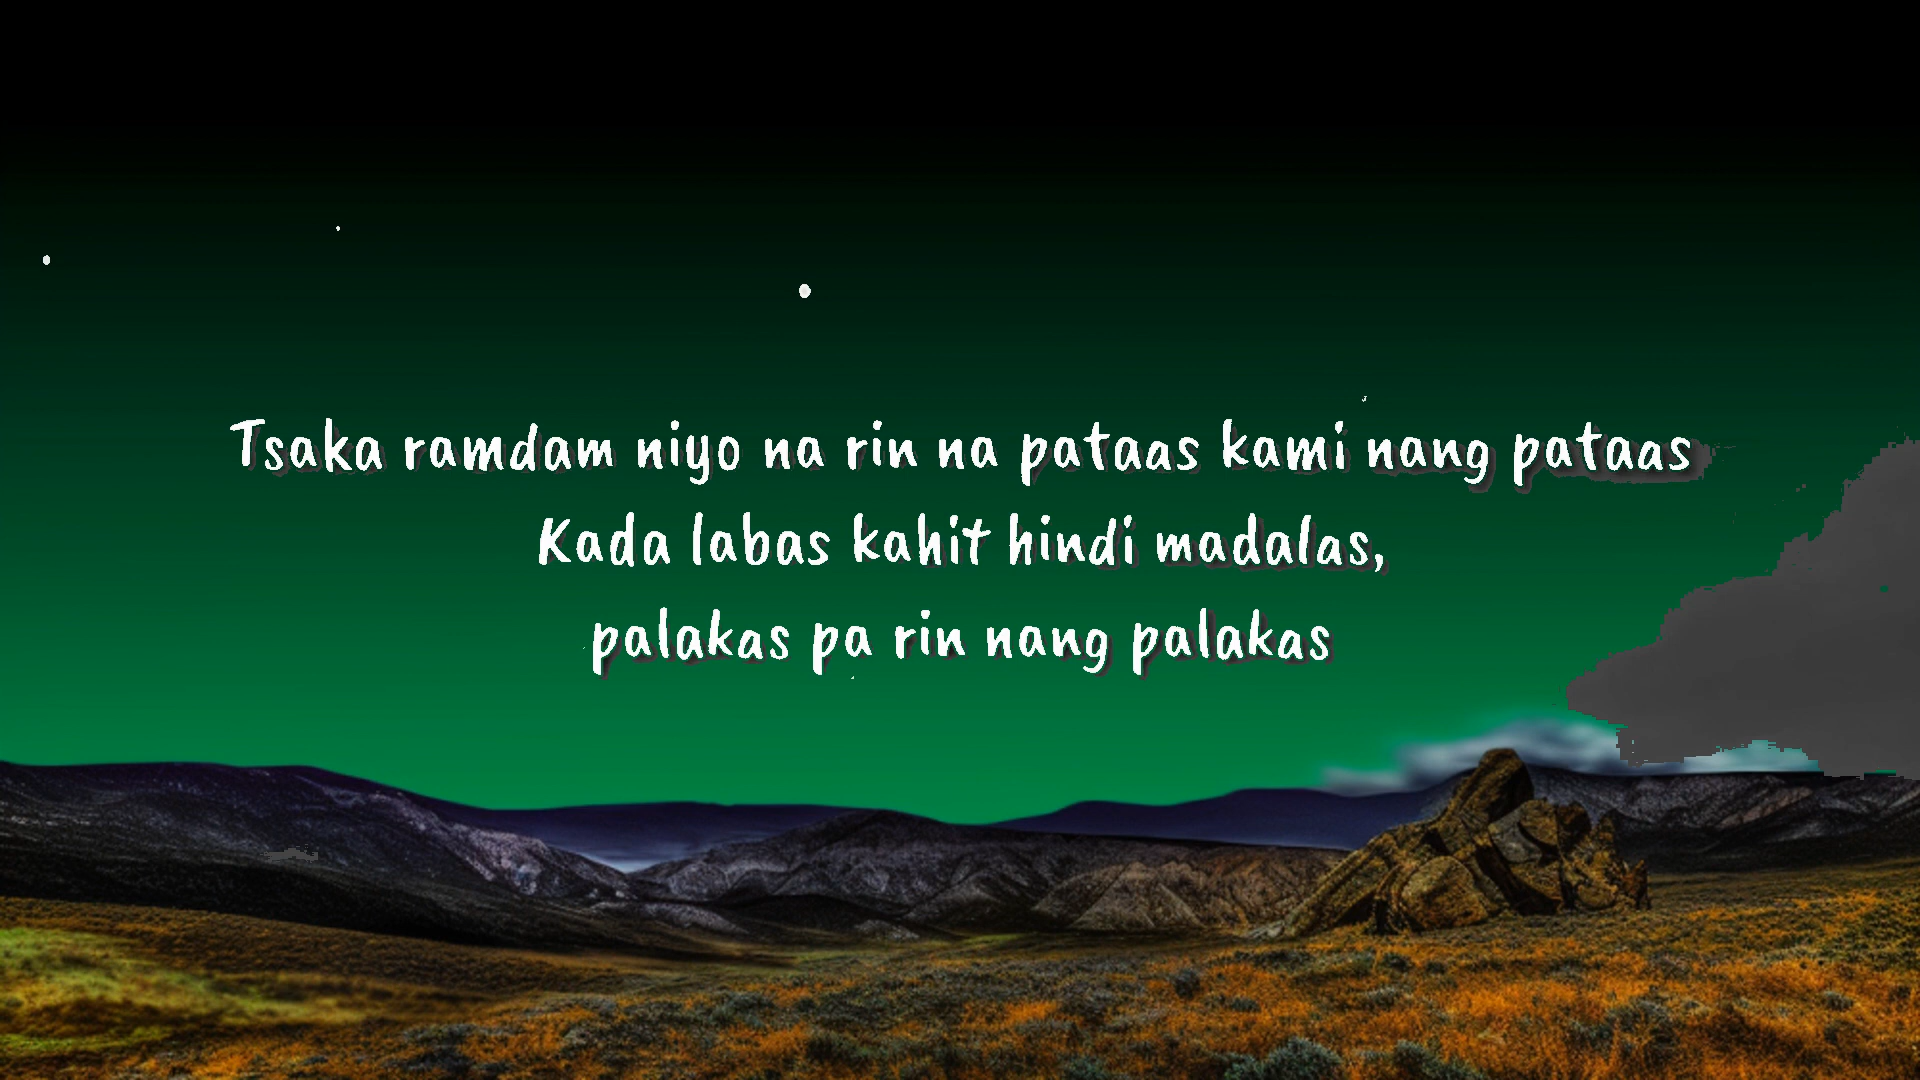 Tsaka ramdam niyo na rin na pataas kami nang pataas
Kada labas kahit hindi madalas,
palakas pa rin nang palakas